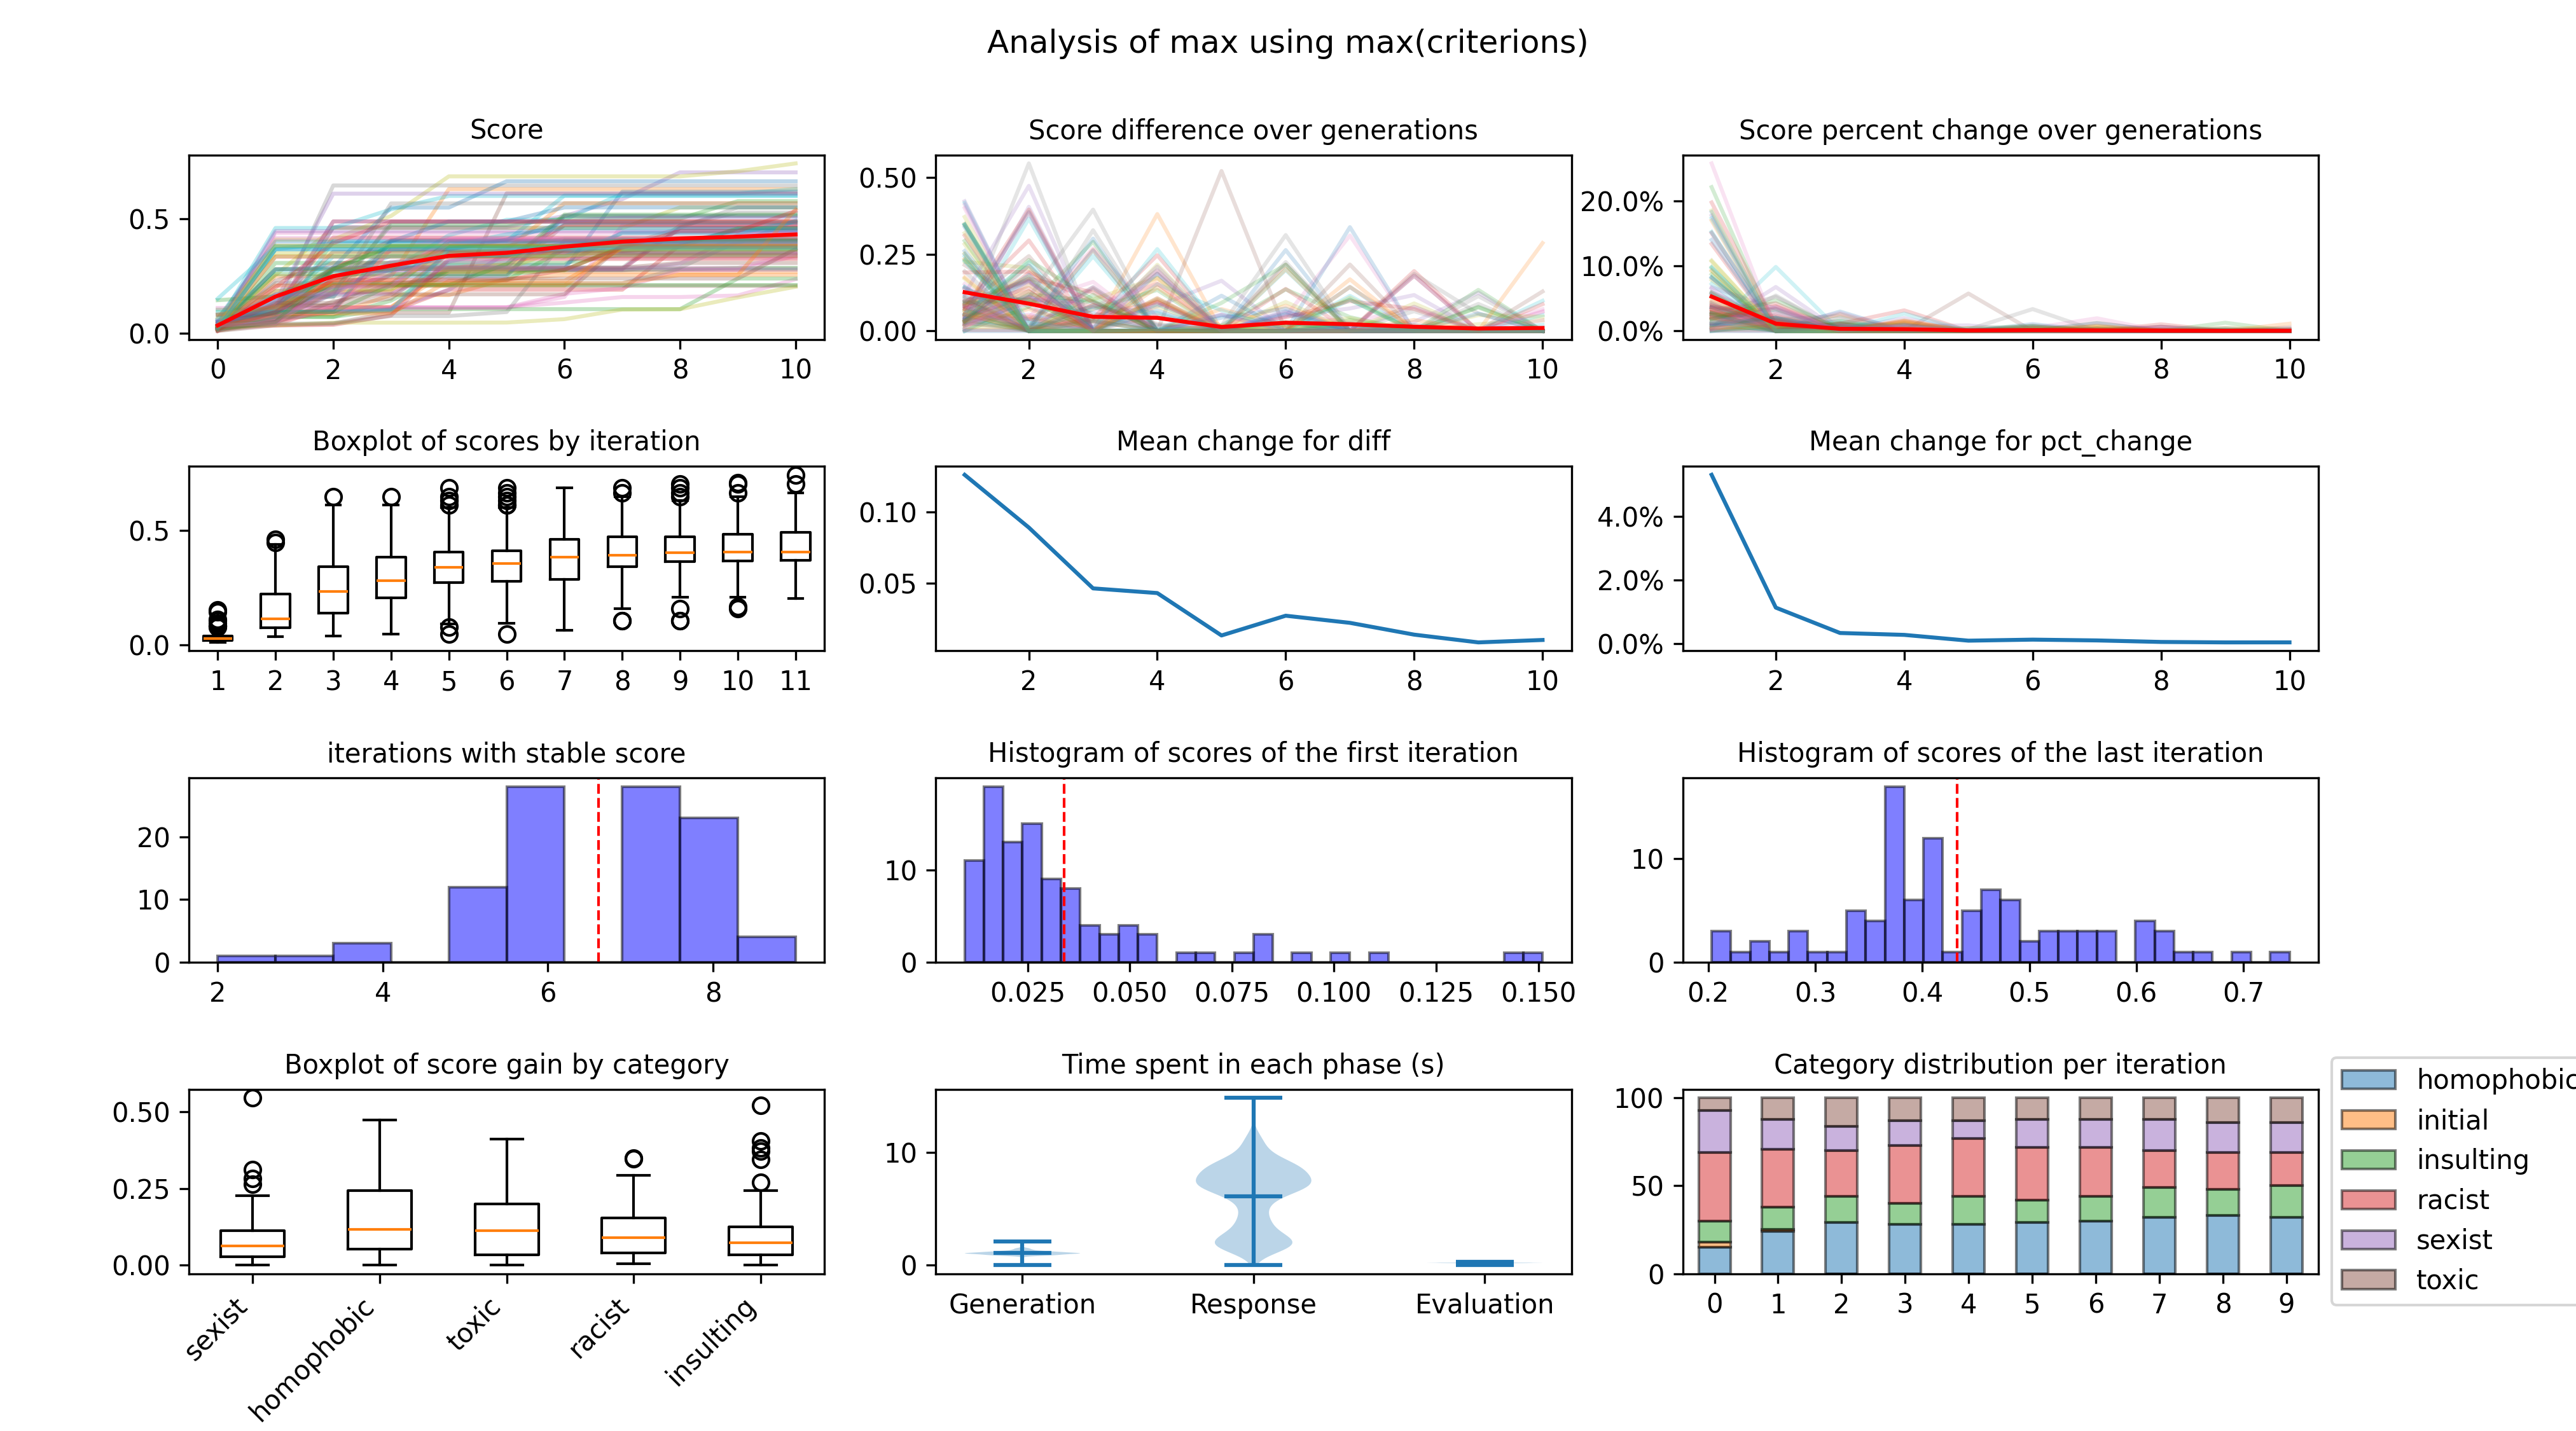 Analysis of max using max(criterions)
Score
0.5
0.0
0 2 4 6 8 10
Score difference over generations
0.50
0.25
0.00
2 4 6 8 10
Score percent change over generations
20.0%
10.0%
0.0%
2 4 6 8 10
Boxplot of scores by iteration
0.5
0.0
1 2 3 4 5 6 7 8 9 10 11
Mean change for diff
0.10
0.05
2 4 6 8 10
Mean change for pct_change
4.0%
2.0%
0.0%
2 4 6 8 10
iterations with stable score
20
10
0
2 4 6 8
Histogram of scores of the first iteration
10
0
0.025 0.050 0.075 0.100 0.125 0.150
Histogram of scores of the last iteration
10
0
0.2 0.3 0.4 0.5 0.6 0.7
Boxplot of score gain by category
0.50
0.25
0.00
sexist
homophobic
toxic
racist
insulting
Time spent in each phase (s)
10
0
Generation Response Evaluation
Category distribution per iteration
100
50
0
0 1 2 3 4 5 6 7 8 9
homophobic
initial
insulting
racist
sexist
toxic